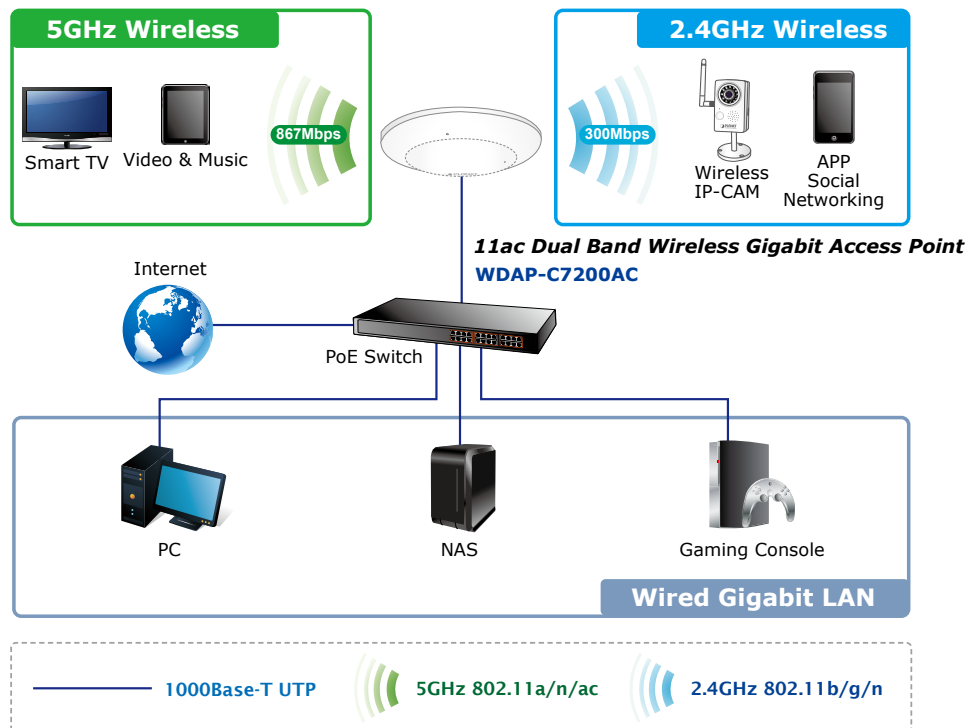 5GHz Wireless
2.4GHz Wireless
867Mbps
300Mbps
Smart TV
Video & Music
Wireless
IP-CAM
APP
Social
Networking
11ac Dual Band Wireless Gigabit Access Point
WDAP-C7200AC
Internet
PoE Switch
PC
NAS
Gaming Console
Wired Gigabit LAN
1000Base-T UTP
5GHz 802.11a/n/ac
2.4GHz 802.11b/g/n